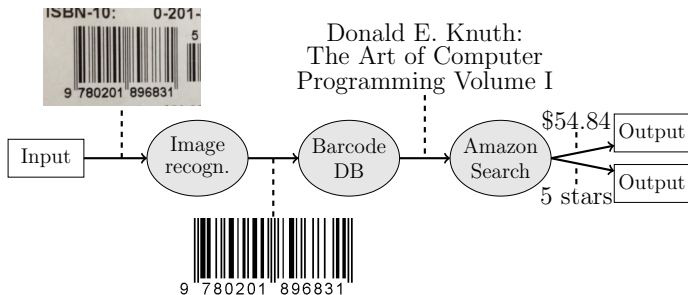 ISBN-10: 0-201-
5
9 780201 896831
Donald E. Knuth:
The Art of Computer
Programming Volume I
Input
Image
recogn.
Barcode
DB
Amazon
Search
$54.84
5 stars
Output
Output
9 780201 896831